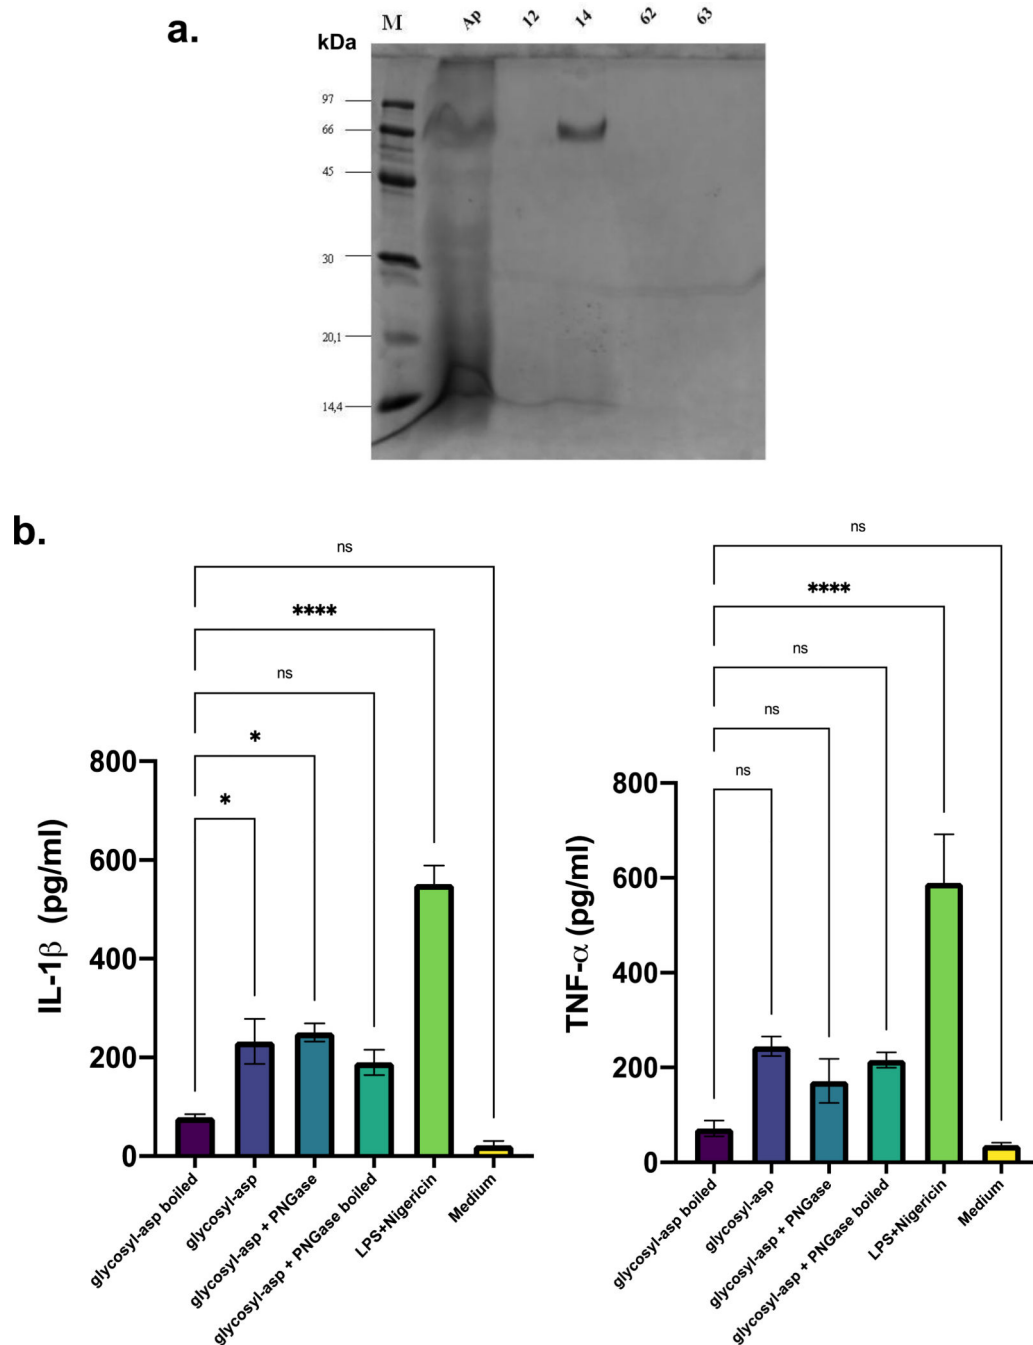 a.
M Ap 12 14 62 63
kDa
97
66
45
30
20,1
14,4
b.
ns
****
ns
*
*
800
600
400
200
0
IL-1β (pg/ml)
glycosyl-asp boiled
glycosyl-asp
glycosyl-asp + PNGase
glycosyl-asp + PNGase boiled
LPS+Nigericin
Medium
ns
****
ns
ns
ns
800
600
400
200
0
TNF-α (pg/ml)
glycosyl-asp boiled
glycosyl-asp
glycosyl-asp + PNGase
glycosyl-asp + PNGase boiled
LPS+Nigericin
Medium